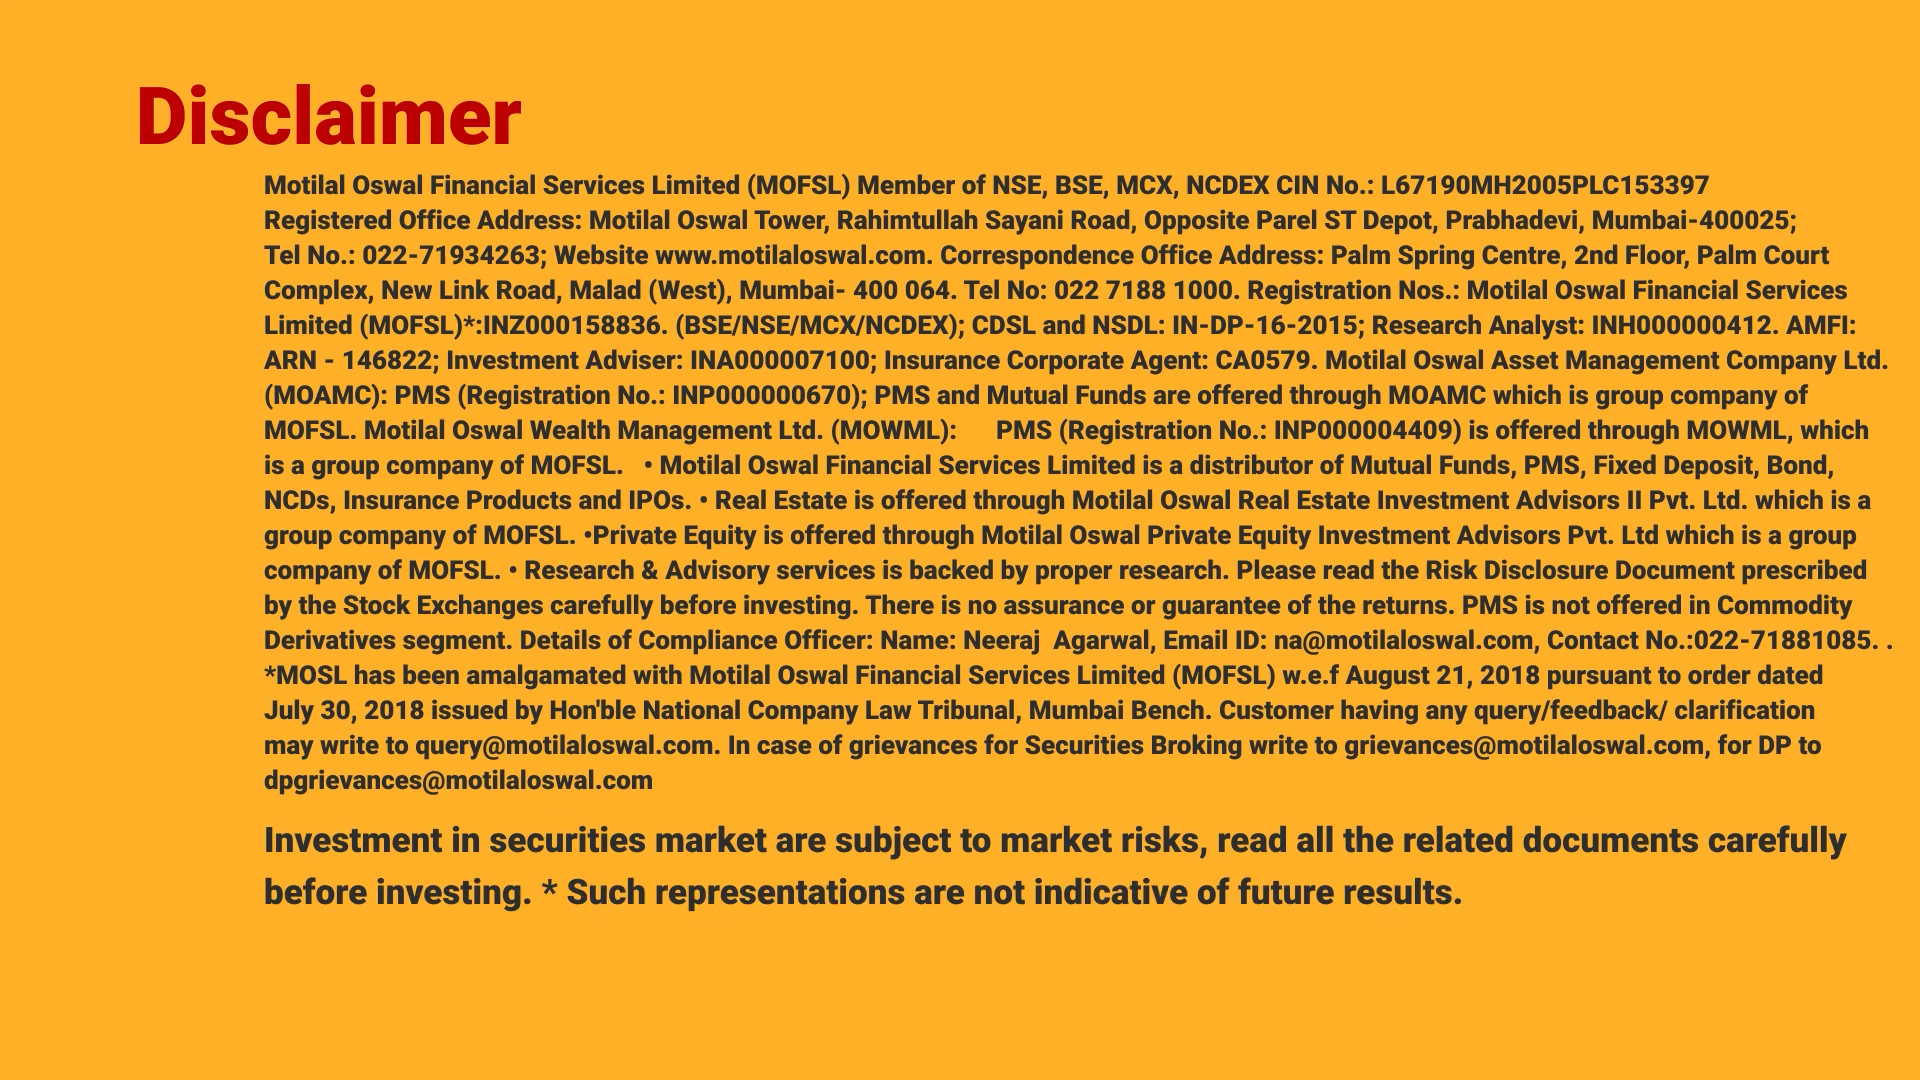 Disclaimer
Motilal Oswal Financial Services Limited (MOFSL) Member of NSE, BSE, MCX, NCDEX CIN No.: L67190MH2005PLC153397
Registered Office Address: Motilal Oswal Tower, Rahimtullah Sayani Road, Opposite Parel ST Depot, Prabhadevi, Mumbai-400025;
Tel No.: 022-71934263; Website www.motilaloswal.com. Correspondence Office Address: Palm Spring Centre, 2nd Floor, Palm Court
Complex, New Link Road, Malad (West), Mumbai- 400 064. Tel No: 022 7188 1000. Registration Nos.: Motilal Oswal Financial Services
Limited (MOFSL)*:INZ000158836. (BSE/NSE/MCX/NCDEX); CDSL and NSDL: IN-DP-16-2015; Research Analyst: INH000000412. AMFI:
ARN - 146822; Investment Adviser: INA000007100; Insurance Corporate Agent: CA0579. Motilal Oswal Asset Management Company Ltd.
(MOAMC): PMS (Registration No.: INP000000670); PMS and Mutual Funds are offered through MOAMC which is group company of
MOFSL. Motilal Oswal Wealth Management Ltd. (MOWML): PMS (Registration No.: INP000004409) is offered through MOWML, which
is a group company of MOFSL. • Motilal Oswal Financial Services Limited is a distributor of Mutual Funds, PMS, Fixed Deposit, Bond,
NCDs, Insurance Products and IPOs. • Real Estate is offered through Motilal Oswal Real Estate Investment Advisors II Pvt. Ltd. which is a
group company of MOFSL. •Private Equity is offered through Motilal Oswal Private Equity Investment Advisors Pvt. Ltd which is a group
company of MOFSL. • Research & Advisory services is backed by proper research. Please read the Risk Disclosure Document prescribed
by the Stock Exchanges carefully before investing. There is no assurance or guarantee of the returns. PMS is not offered in Commodity
Derivatives segment. Details of Compliance Officer: Name: Neeraj Agarwal, Email ID: na@motilaloswal.com, Contact No.:022-71881085. .
*MOSL has been amalgamated with Motilal Oswal Financial Services Limited (MOFSL) w.e.f August 21, 2018 pursuant to order dated
July 30, 2018 issued by Hon'ble National Company Law Tribunal, Mumbai Bench. Customer having any query/feedback/ clarification
may write to query@motilaloswal.com. In case of grievances for Securities Broking write to grievances@motilaloswal.com, for DP to
dpgrievances@motilaloswal.com
Investment in securities market are subject to market risks, read all the related documents carefully
before investing. * Such representations are not indicative of future results.